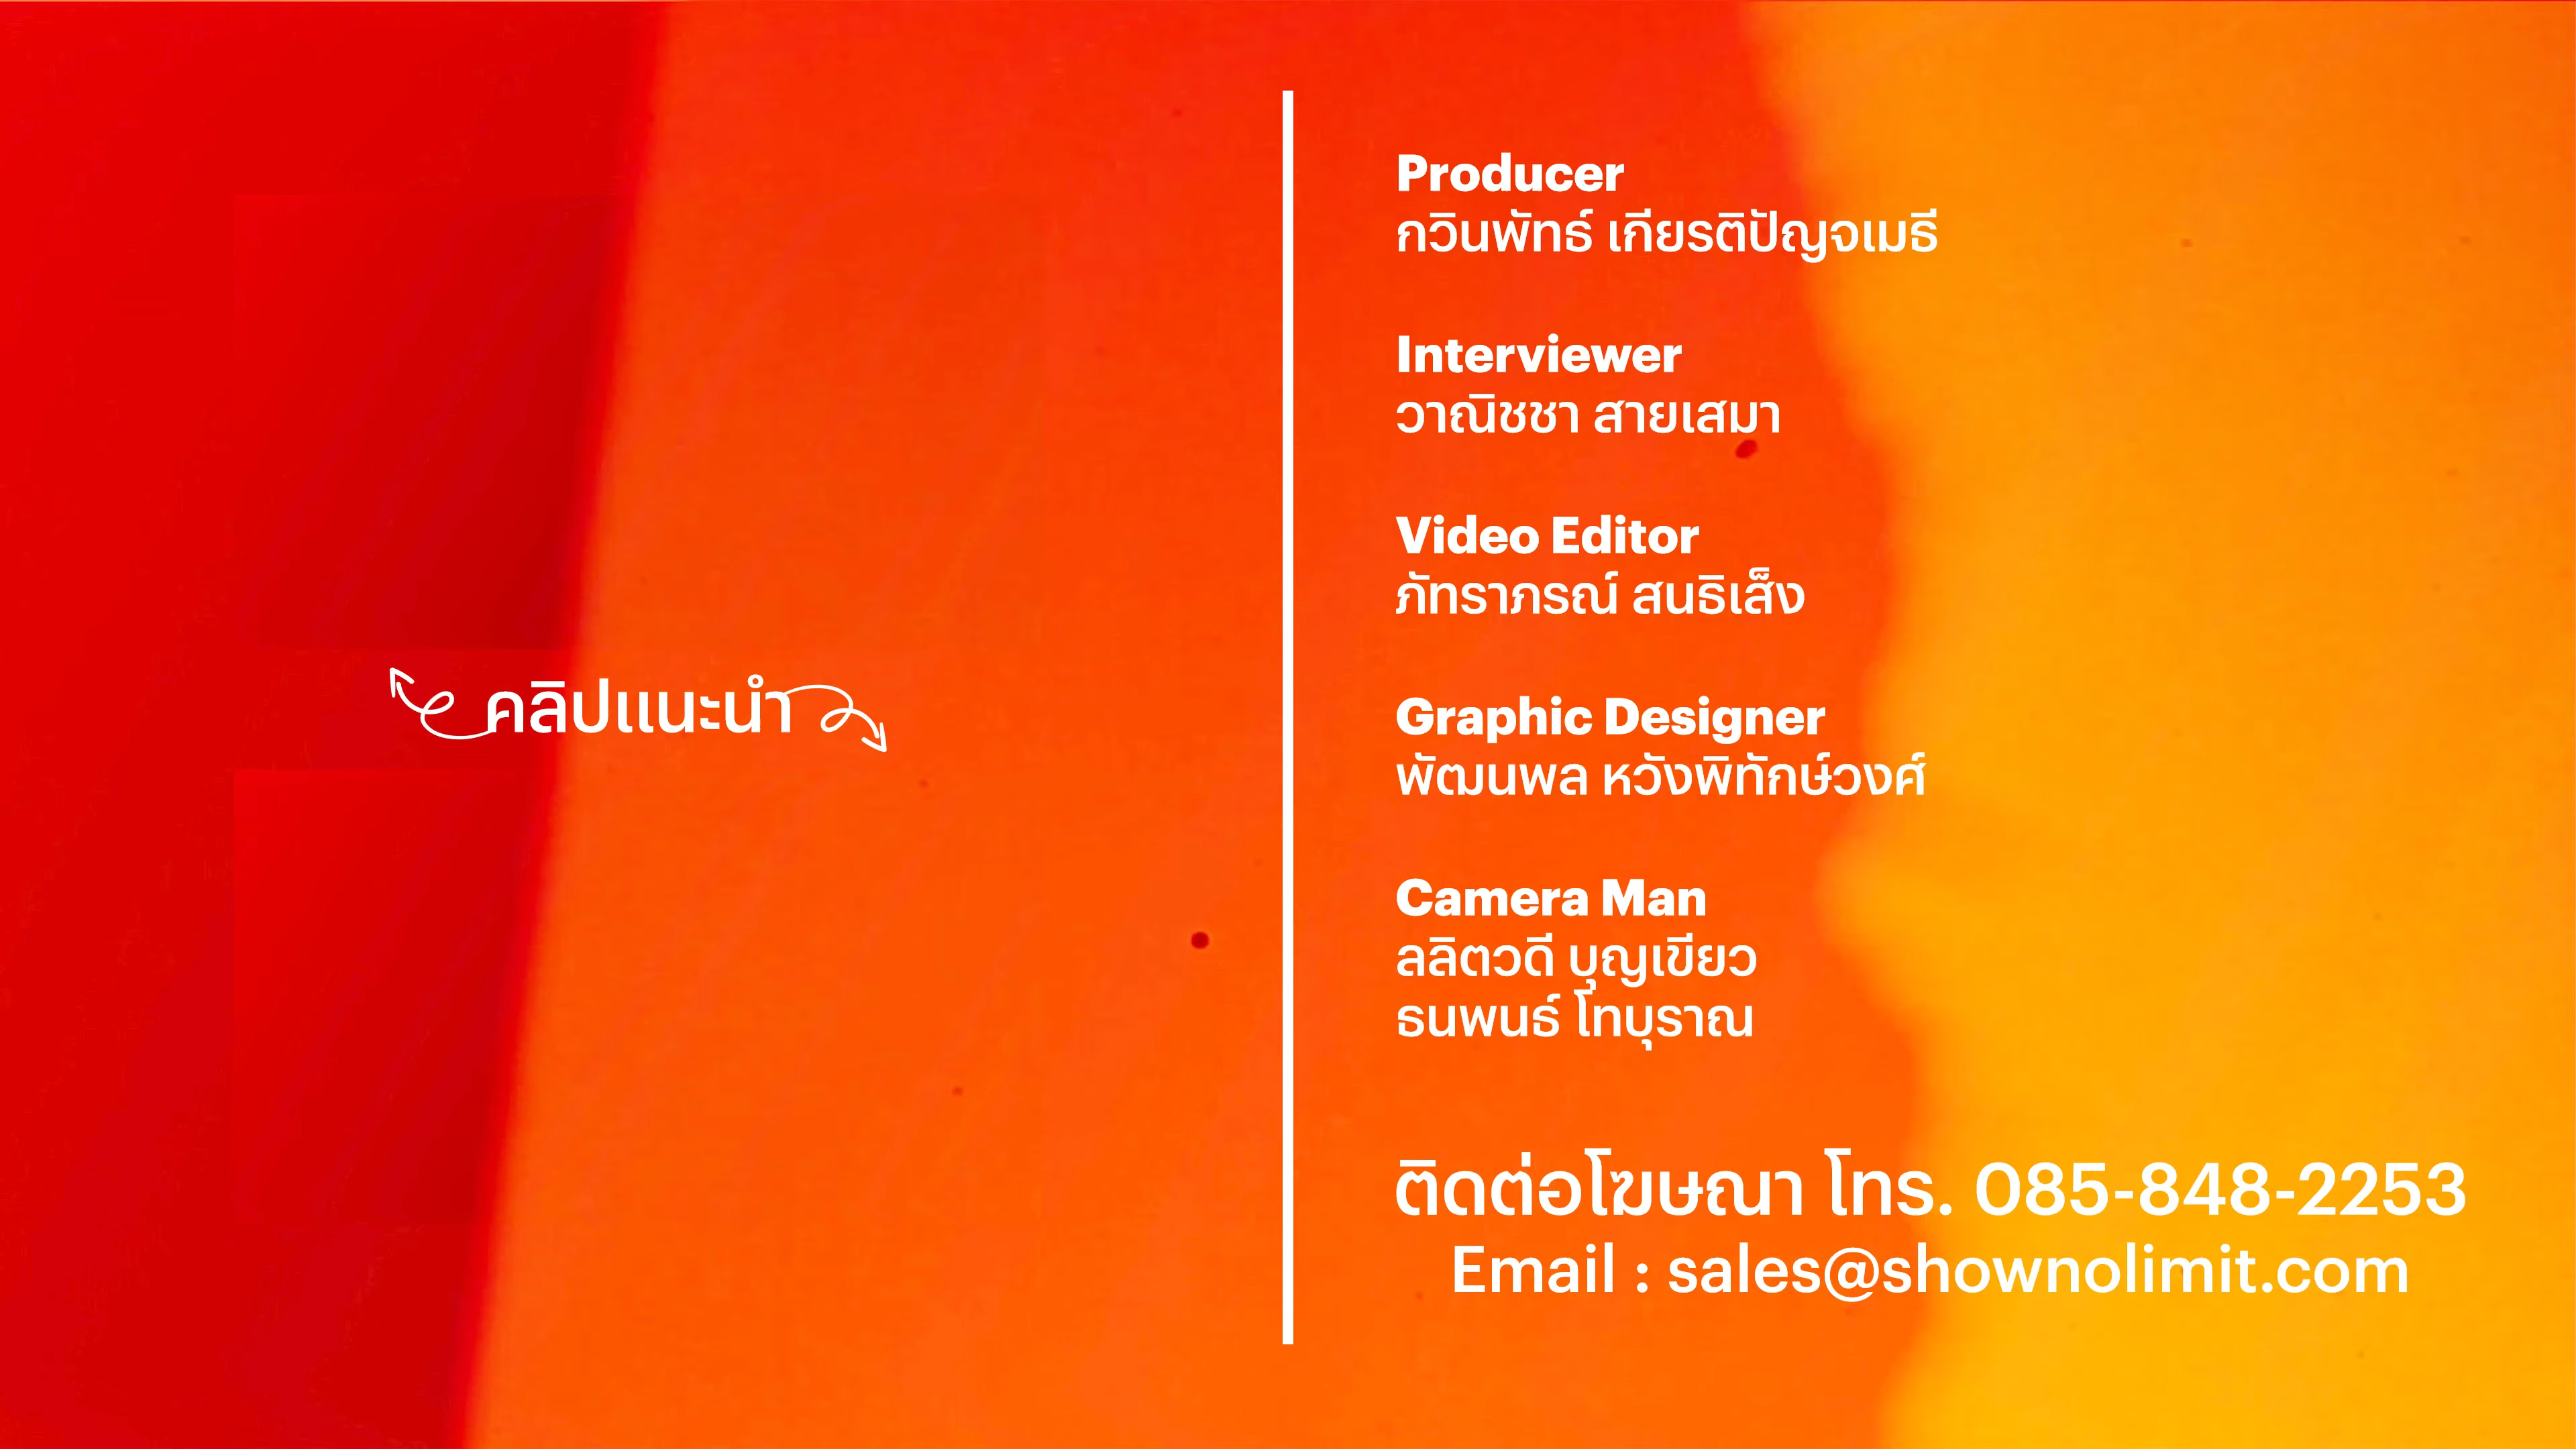 คลิปแนะนำ
Producer
กวินพัทธ์ เกียรติปัญจเมธี
Interviewer
วาณิชชา สายเสมา
Video Editor
ภัทราภรณ์ สนธิเส็ง
Graphic Designer
พัฒนพล หวังพิทักษ์วงศ์
Camera Man
ลลิตวดี บุญเขียว
ธนพนธ์ โทบุราณ
ติดต่อโฆษณา โทร. 085-848-2253
Email : sales@shownolimit.com